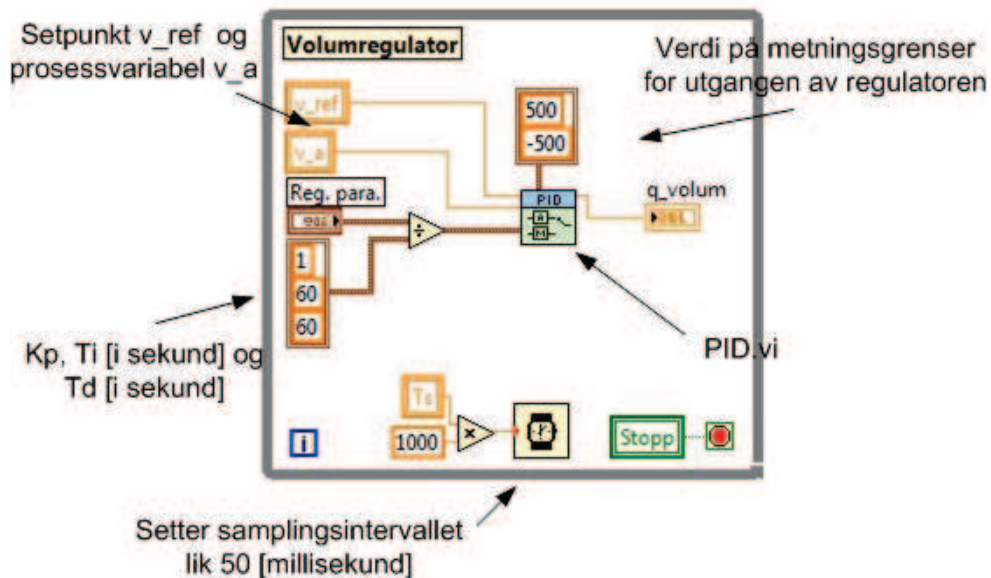 Setpunkt v_ref og
prosessvariabel v_a
Volumregulator
Verdi på metningsgrenser
for utgangen av regulatoren
v_ref
v_a
500
-500
Reg. para.
PID
A
M
q_volum
÷
1
60
60
Kp, Ti [i sekund] og
Td [i sekund]
PID.vi
Ts
1000
×
i
Stopp
Setter samplingsintervallet
lik 50 [millisekund]